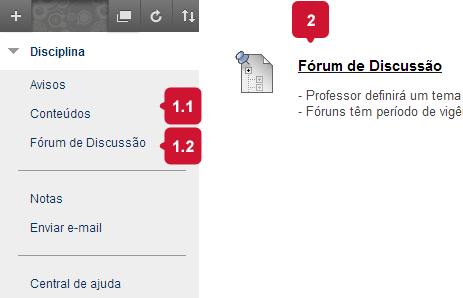 Disciplina
Avisos
Conteúdos
1.1
Fórum de Discussão
1.2
Notas
Enviar e-mail
Central de ajuda
2
Fórum de Discussão
- Professor definirá um tema
- Fóruns têm período de vigê